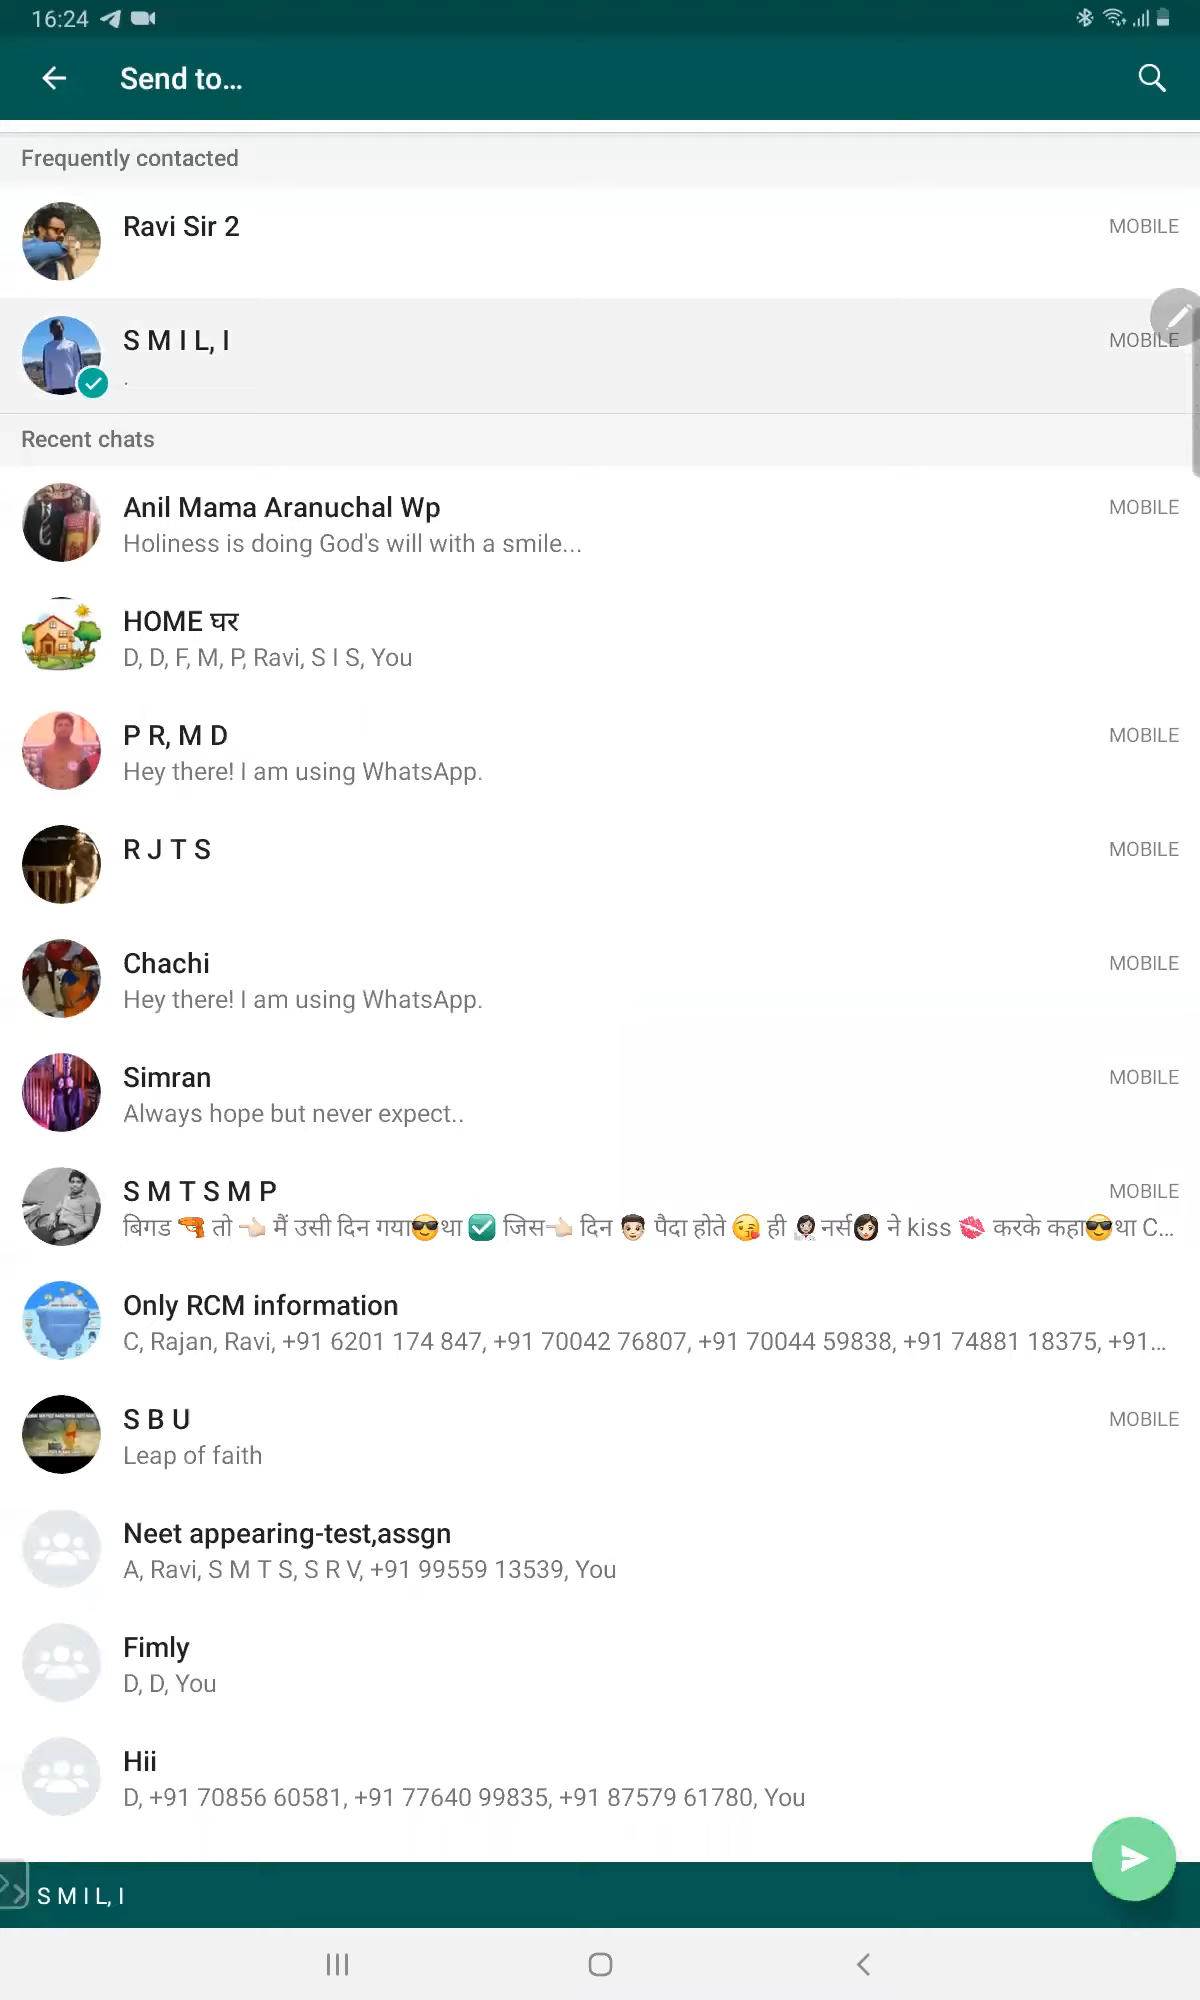 16:24
Send to...
Frequently contacted
Ravi Sir 2
MOBILE
S M I L, I
MOBILE
.
Recent chats
Anil Mama Aranuchal Wp
MOBILE
Holiness is doing God's will with a smile...
HOME घर
D, D, F, M, P, Ravi, S I S, You
P R, M D
MOBILE
Hey there! I am using WhatsApp.
R J T S
MOBILE
Chachi
MOBILE
Hey there! I am using WhatsApp.
Simran
MOBILE
Always hope but never expect..
S M T S M P
MOBILE
बिगड 🔫 तो 👈🏻 मैं उसी दिन गया😎था ✅ जिस👈🏻 दिन 👦🏻 पैदा होते 😘 ही 👩🏻‍⚕️नर्स👩🏻 ने kiss 💋 करके कहा😎था C...
Only RCM information
C, Rajan, Ravi, +91 6201 174 847, +91 70042 76807, +91 70044 59838, +91 74881 18375, +91...
S B U
MOBILE
Leap of faith
Neet appearing-test,assgn
A, Ravi, S M T S, S R V, +91 99559 13539, You
Fimly
D, D, You
Hii
D, +91 70856 60581, +91 77640 99835, +91 87579 61780, You
S M I L, I